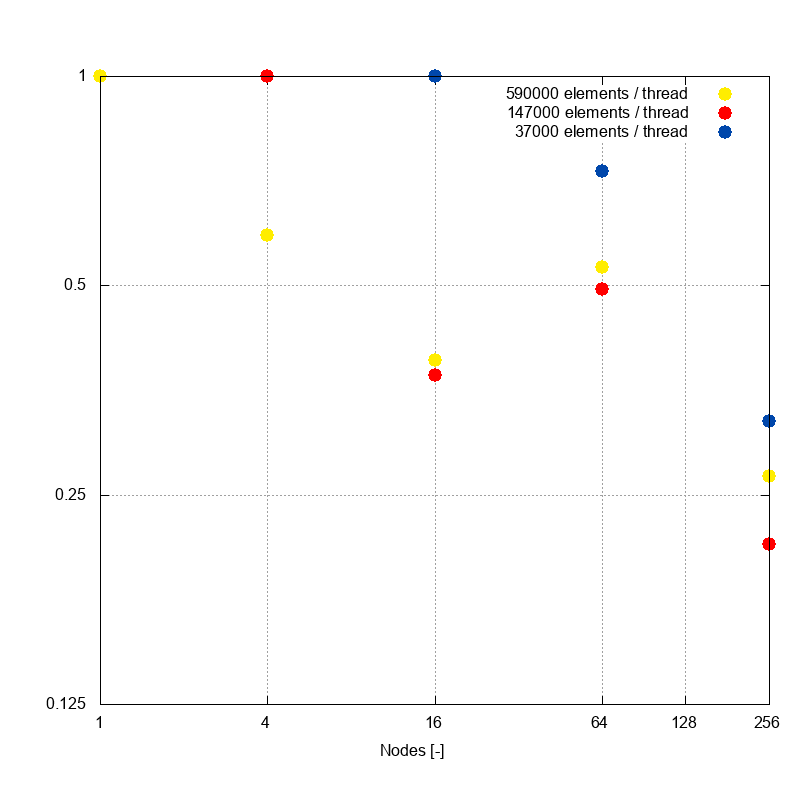 1
590000 elements / thread
147000 elements / thread
37000 elements / thread
0.5
0.25
0.125
1 4 16 64 128 256
Nodes [-]